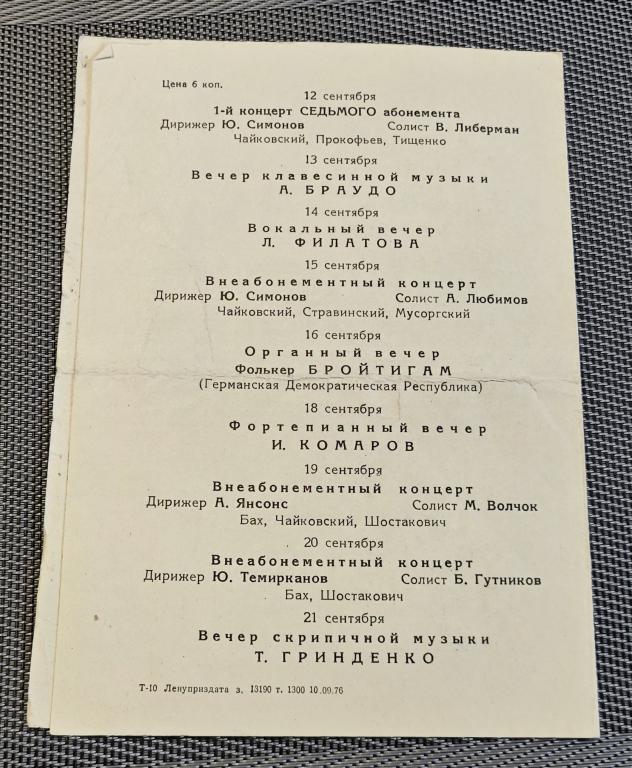 Цена 6 коп.
12 сентября
1-й концерт СЕДЬМОГО абонемента
Дирижер Ю. Симонов Солист В. Либерман
Чайковский, Прокофьев, Тищенко
13 сентября
Вечер клавесинной музыки
А. БРАУДО
14 сентября
Вокальный вечер
Л. ФИЛАТОВА
15 сентября
Внеабонементный концерт
Дирижер Ю. Симонов Солист А. Любимов
Чайковский, Стравинский, Мусоргский
16 сентября
Органный вечер
Фолькер БРОЙТИГАМ
(Германская Демократическая Республика)
18 сентября
Фортепианный вечер
И. КОМАРОВ
19 сентября
Внеабонементный концерт
Дирижер А. Янсонс Солист М. Волчок
Бах, Чайковский, Шостакович
20 сентября
Внеабонементный концерт
Дирижер Ю. Темирканов Солист Б. Гутников
Бах, Шостакович
21 сентября
Вечер скрипичной музыки
Т. ГРИНДЕНКО
Т-10 Ленуприздата з. 13190 т. 1300 10.09.76